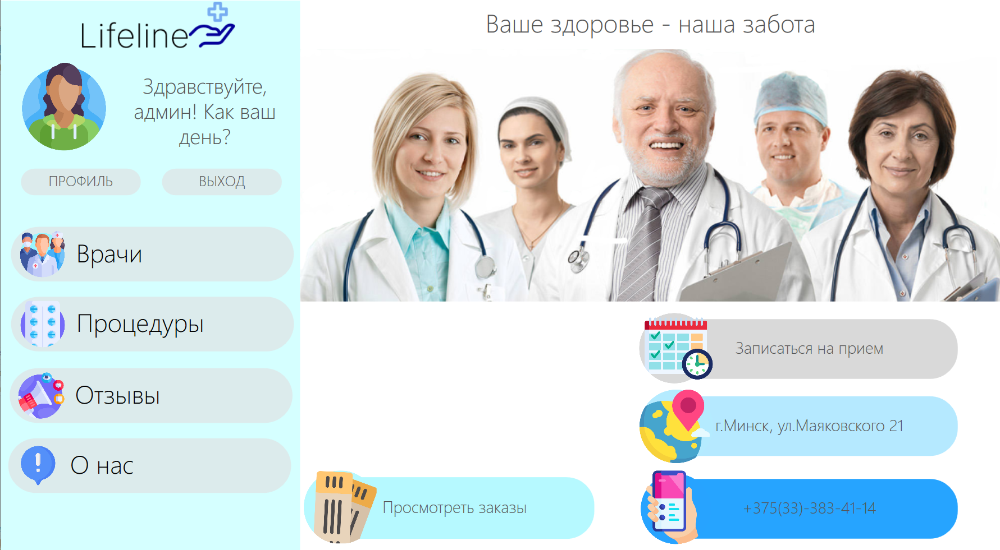 Lifeline
Здравствуйте,
админ! Как ваш
день?
ПРОФИЛЬ
ВЫХОД
Врачи
Процедуры
Отзывы
О нас
Ваше здоровье - наша забота
Записаться на прием
г.Минск, ул.Маяковского 21
Просмотреть заказы
+375(33)-383-41-14